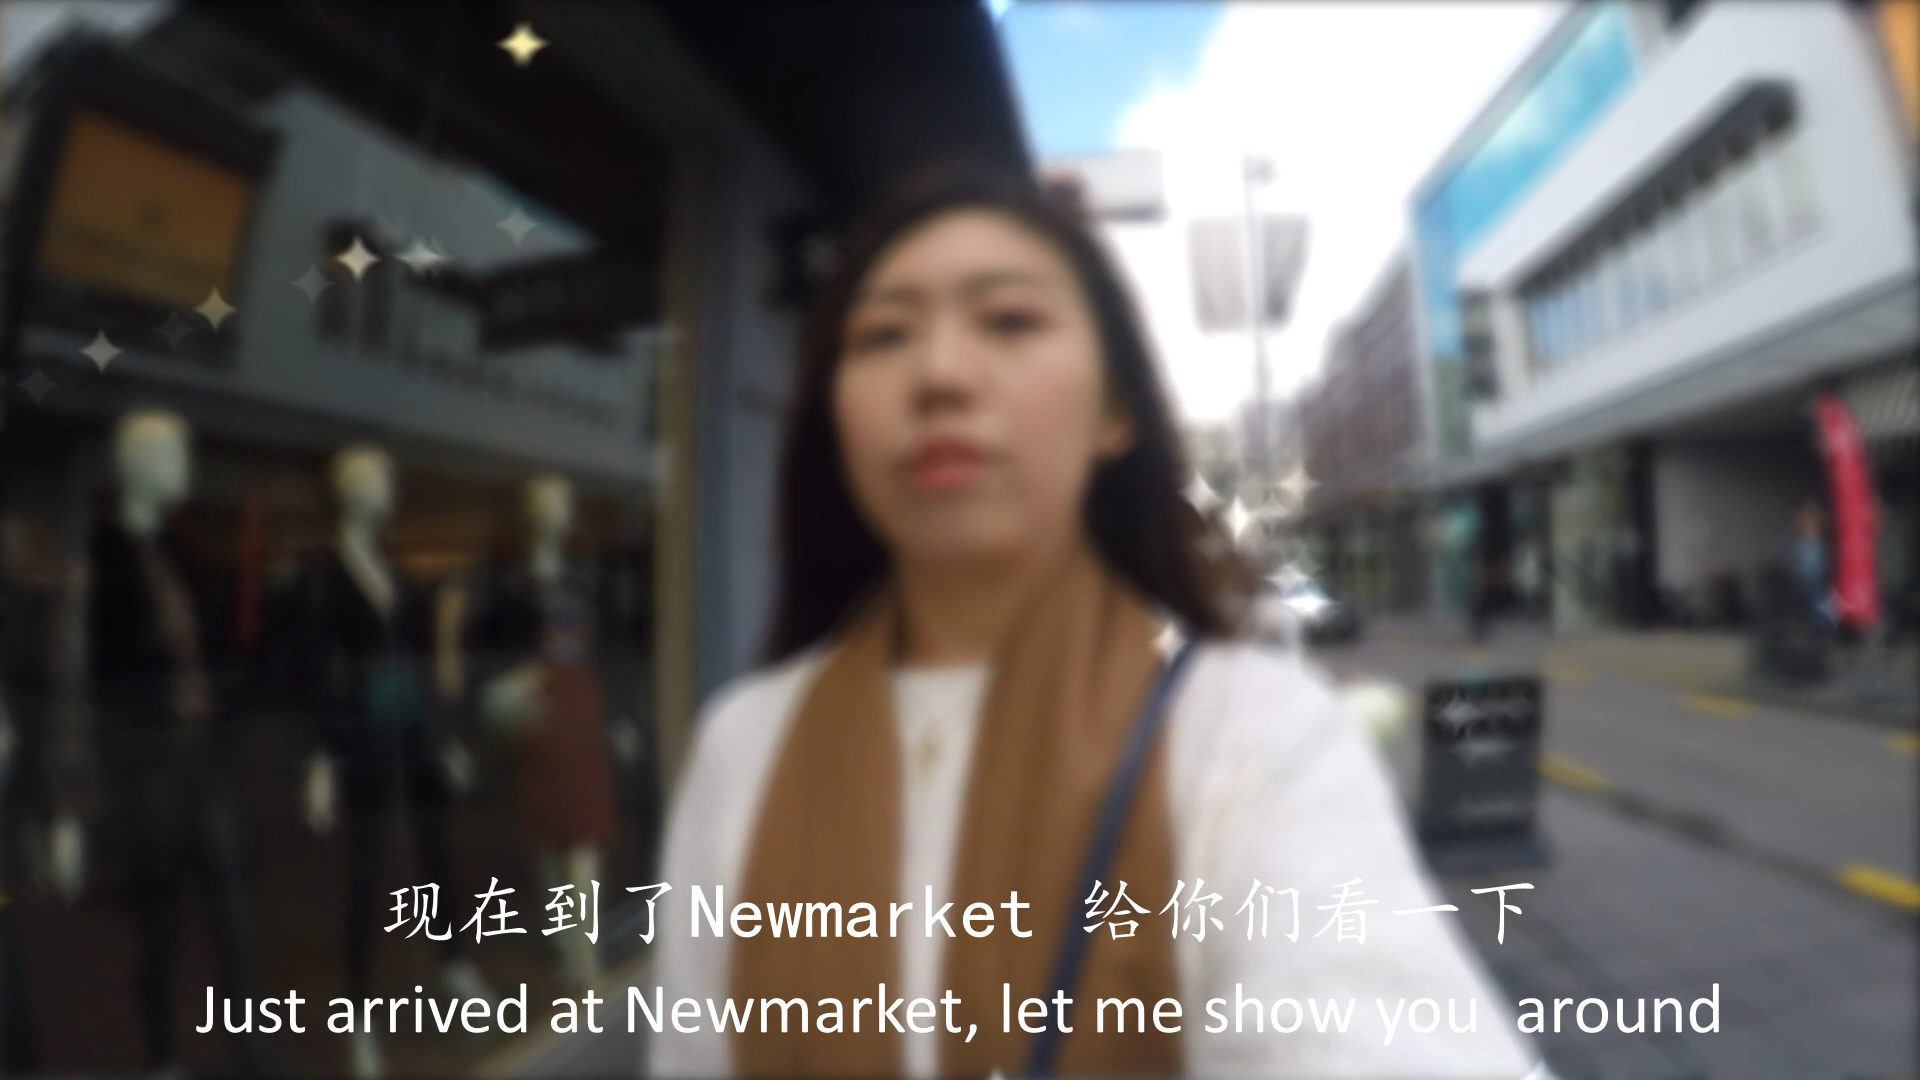 现在到了Newmarket 给你们看一下
Just arrived at Newmarket, let me show you  around